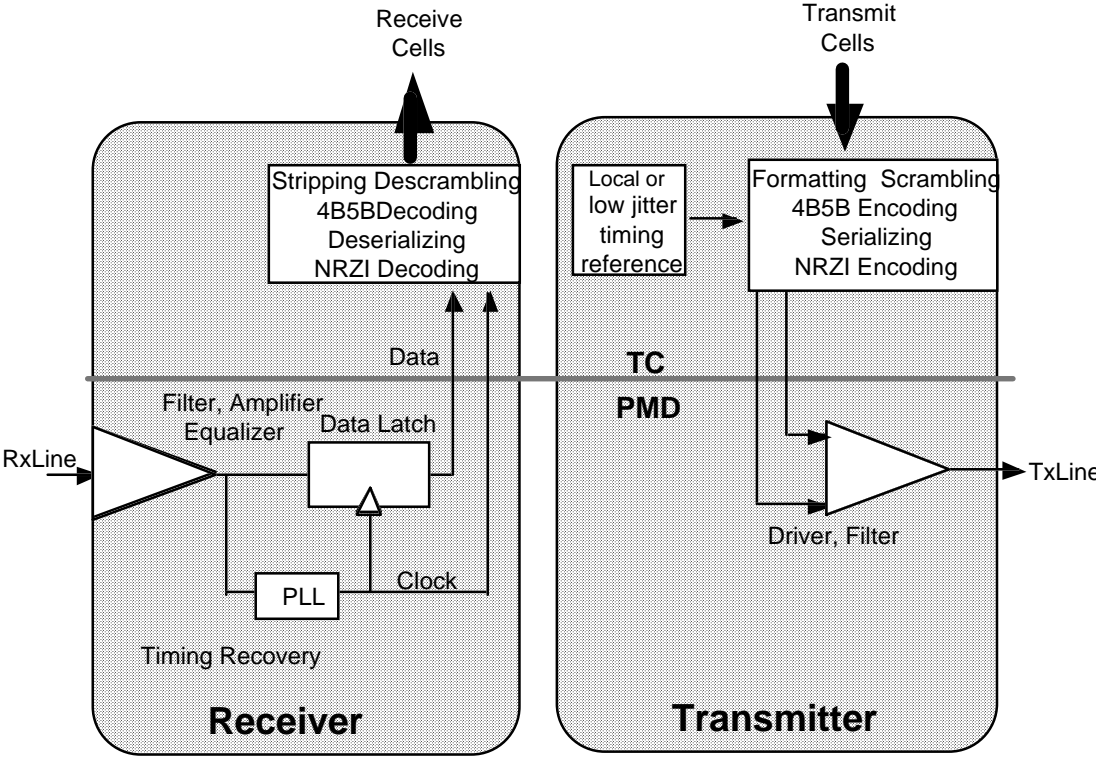 Receive
Cells
Transmit
Cells
Stripping Descrambling
4B5BDecoding
Deserializing
NRZI Decoding
Local or
low jitter
timing
reference
Formatting Scrambling
4B5B Encoding
Serializing
NRZI Encoding
Data
TC
PMD
Filter, Amplifier
Equalizer
Data Latch
RxLine
TxLine
Driver, Filter
Clock
PLL
Timing Recovery
Receiver
Transmitter